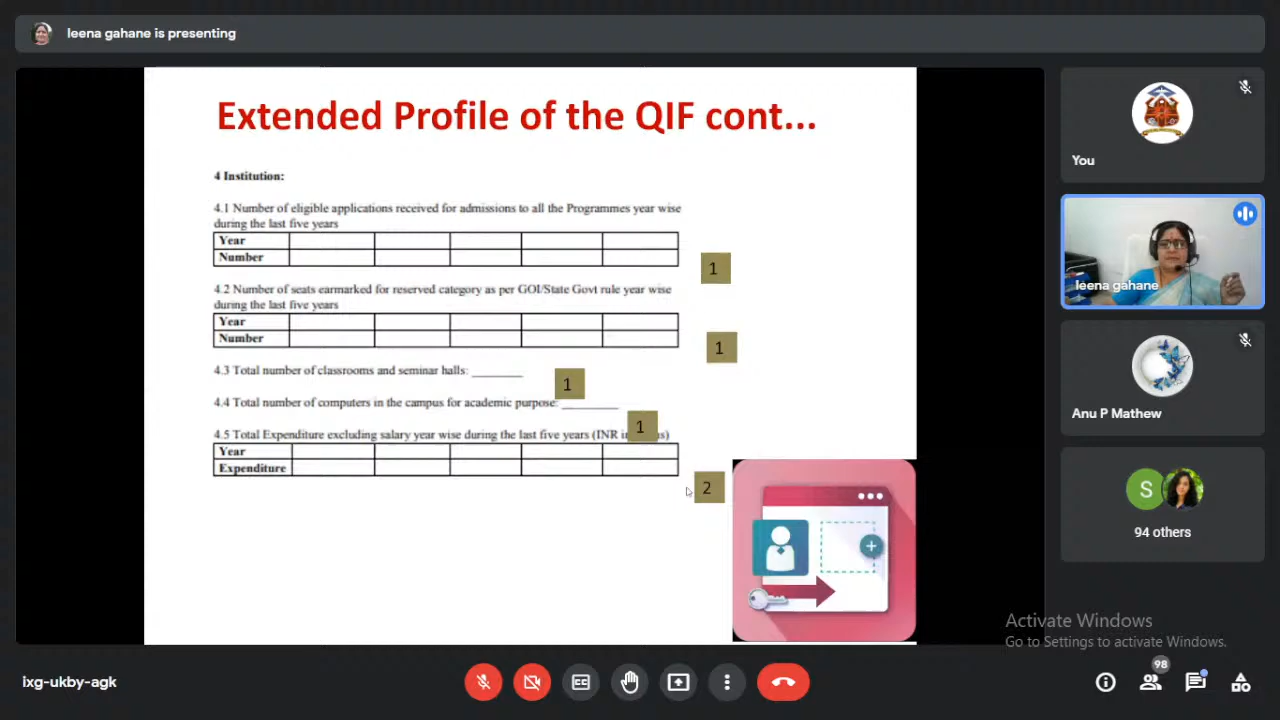 leena gahane is presenting
Extended Profile of the QIF cont...
4 Institution:
4.1 Number of eligible applications received for admissions to all the Programmes year wise
during the last five years
Year
Number
1
4.2 Number of seats earmarked for reserved category as per GOI/State Govt rule year wise
during the last five years
Year
Number
1
4.3 Total number of classrooms and seminar halls: ________
1
4.4 Total number of computers in the campus for academic purpose: _________
1
4.5 Total Expenditure excluding salary year wise during the last five years (INR
Year
Expenditure
2
You
leena gahane
Anu P Mathew
S
94 others
Activate Windows
Go to Settings to activate Windows.
ixg-ukby-agk
98